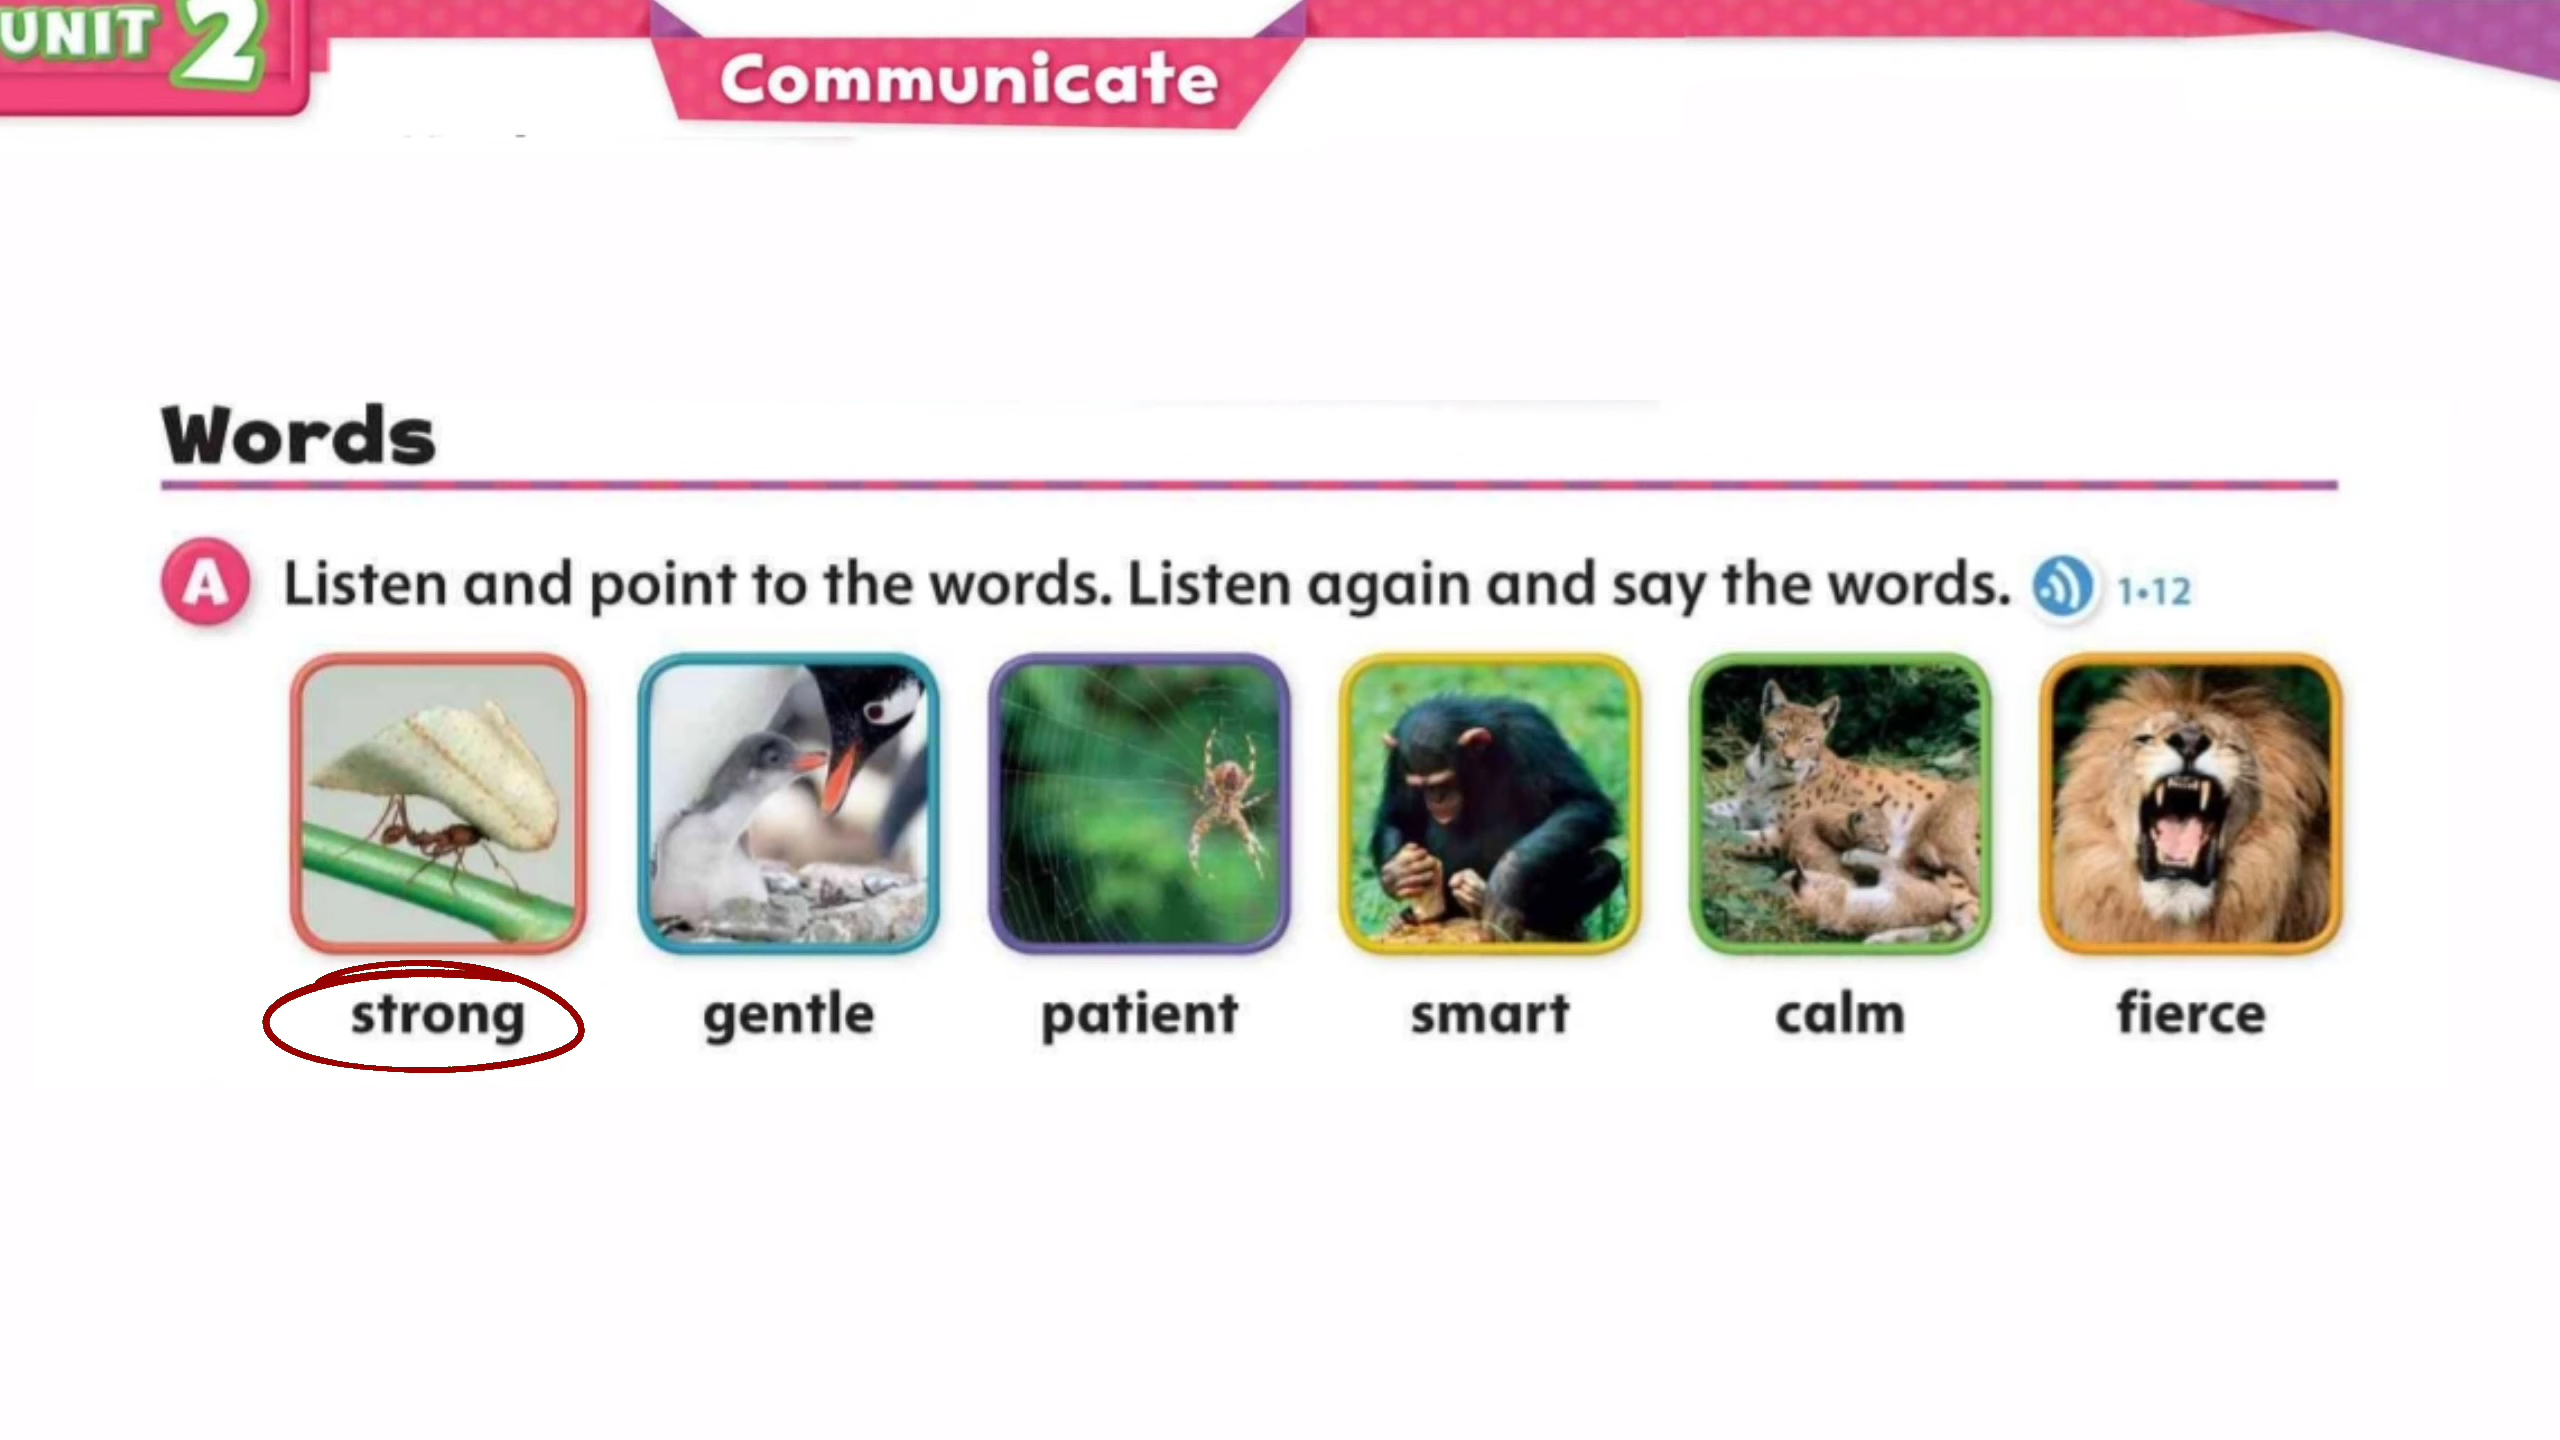 UNIT 2
Communicate
Words
A Listen and point to the words. Listen again and say the words. 1•12
strong gentle patient smart calm fierce